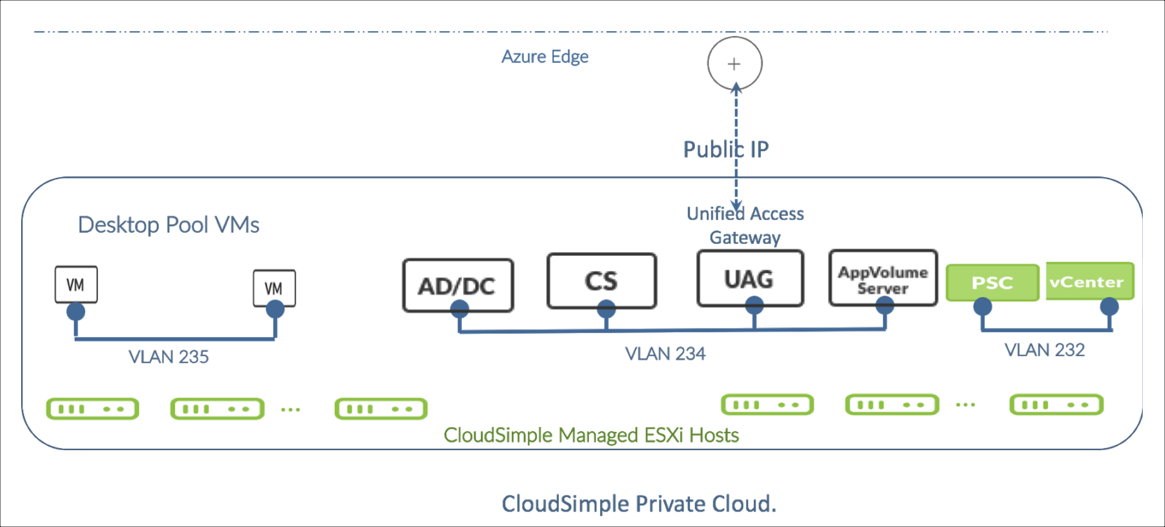 Azure Edge
+
Public IP
Desktop Pool VMs
Unified Access
Gateway
VM
VM
AD/DC
CS
UAG
AppVolume
Server
PSC
vCenter
VLAN 235
VLAN 234
VLAN 232
...
...
CloudSimple Managed ESXi Hosts
CloudSimple Private Cloud.